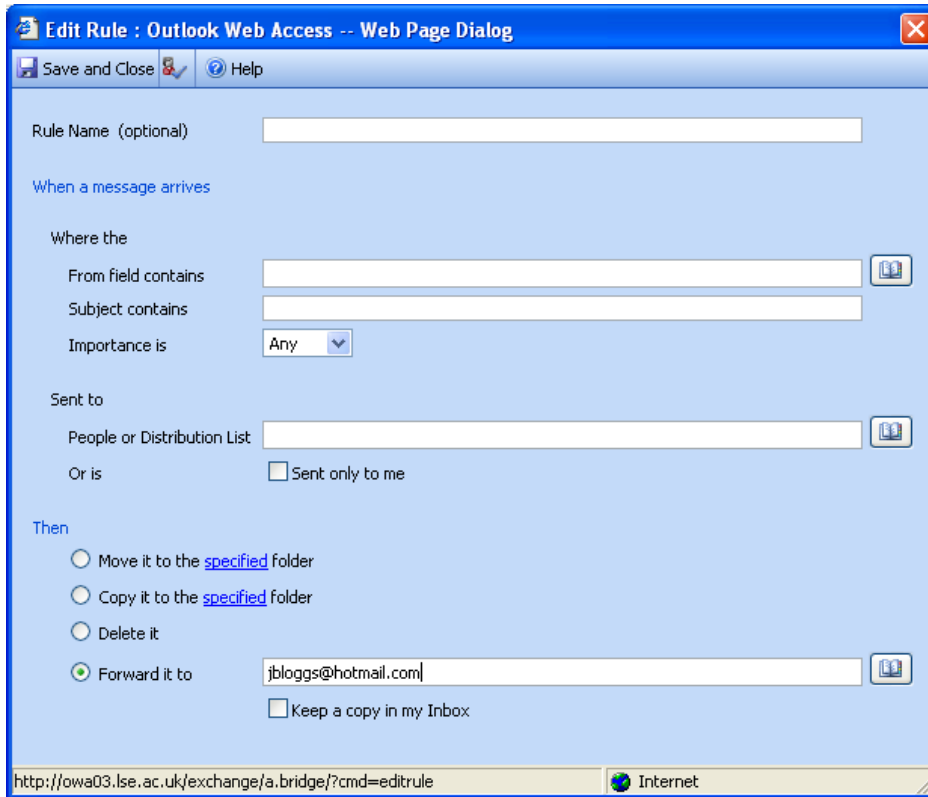 Edit Rule : Outlook Web Access -- Web Page Dialog
Save and Close Help
Rule Name (optional)
When a message arrives
Where the
From field contains
Subject contains
Importance is Any
Sent to
People or Distribution List
Or is Sent only to me
Then
Move it to the specified folder
Copy it to the specified folder
Delete it
Forward it to jbloggs@hotmail.com
Keep a copy in my Inbox
http://owa03.lse.ac.uk/exchange/a.bridge/?cmd=editrule Internet